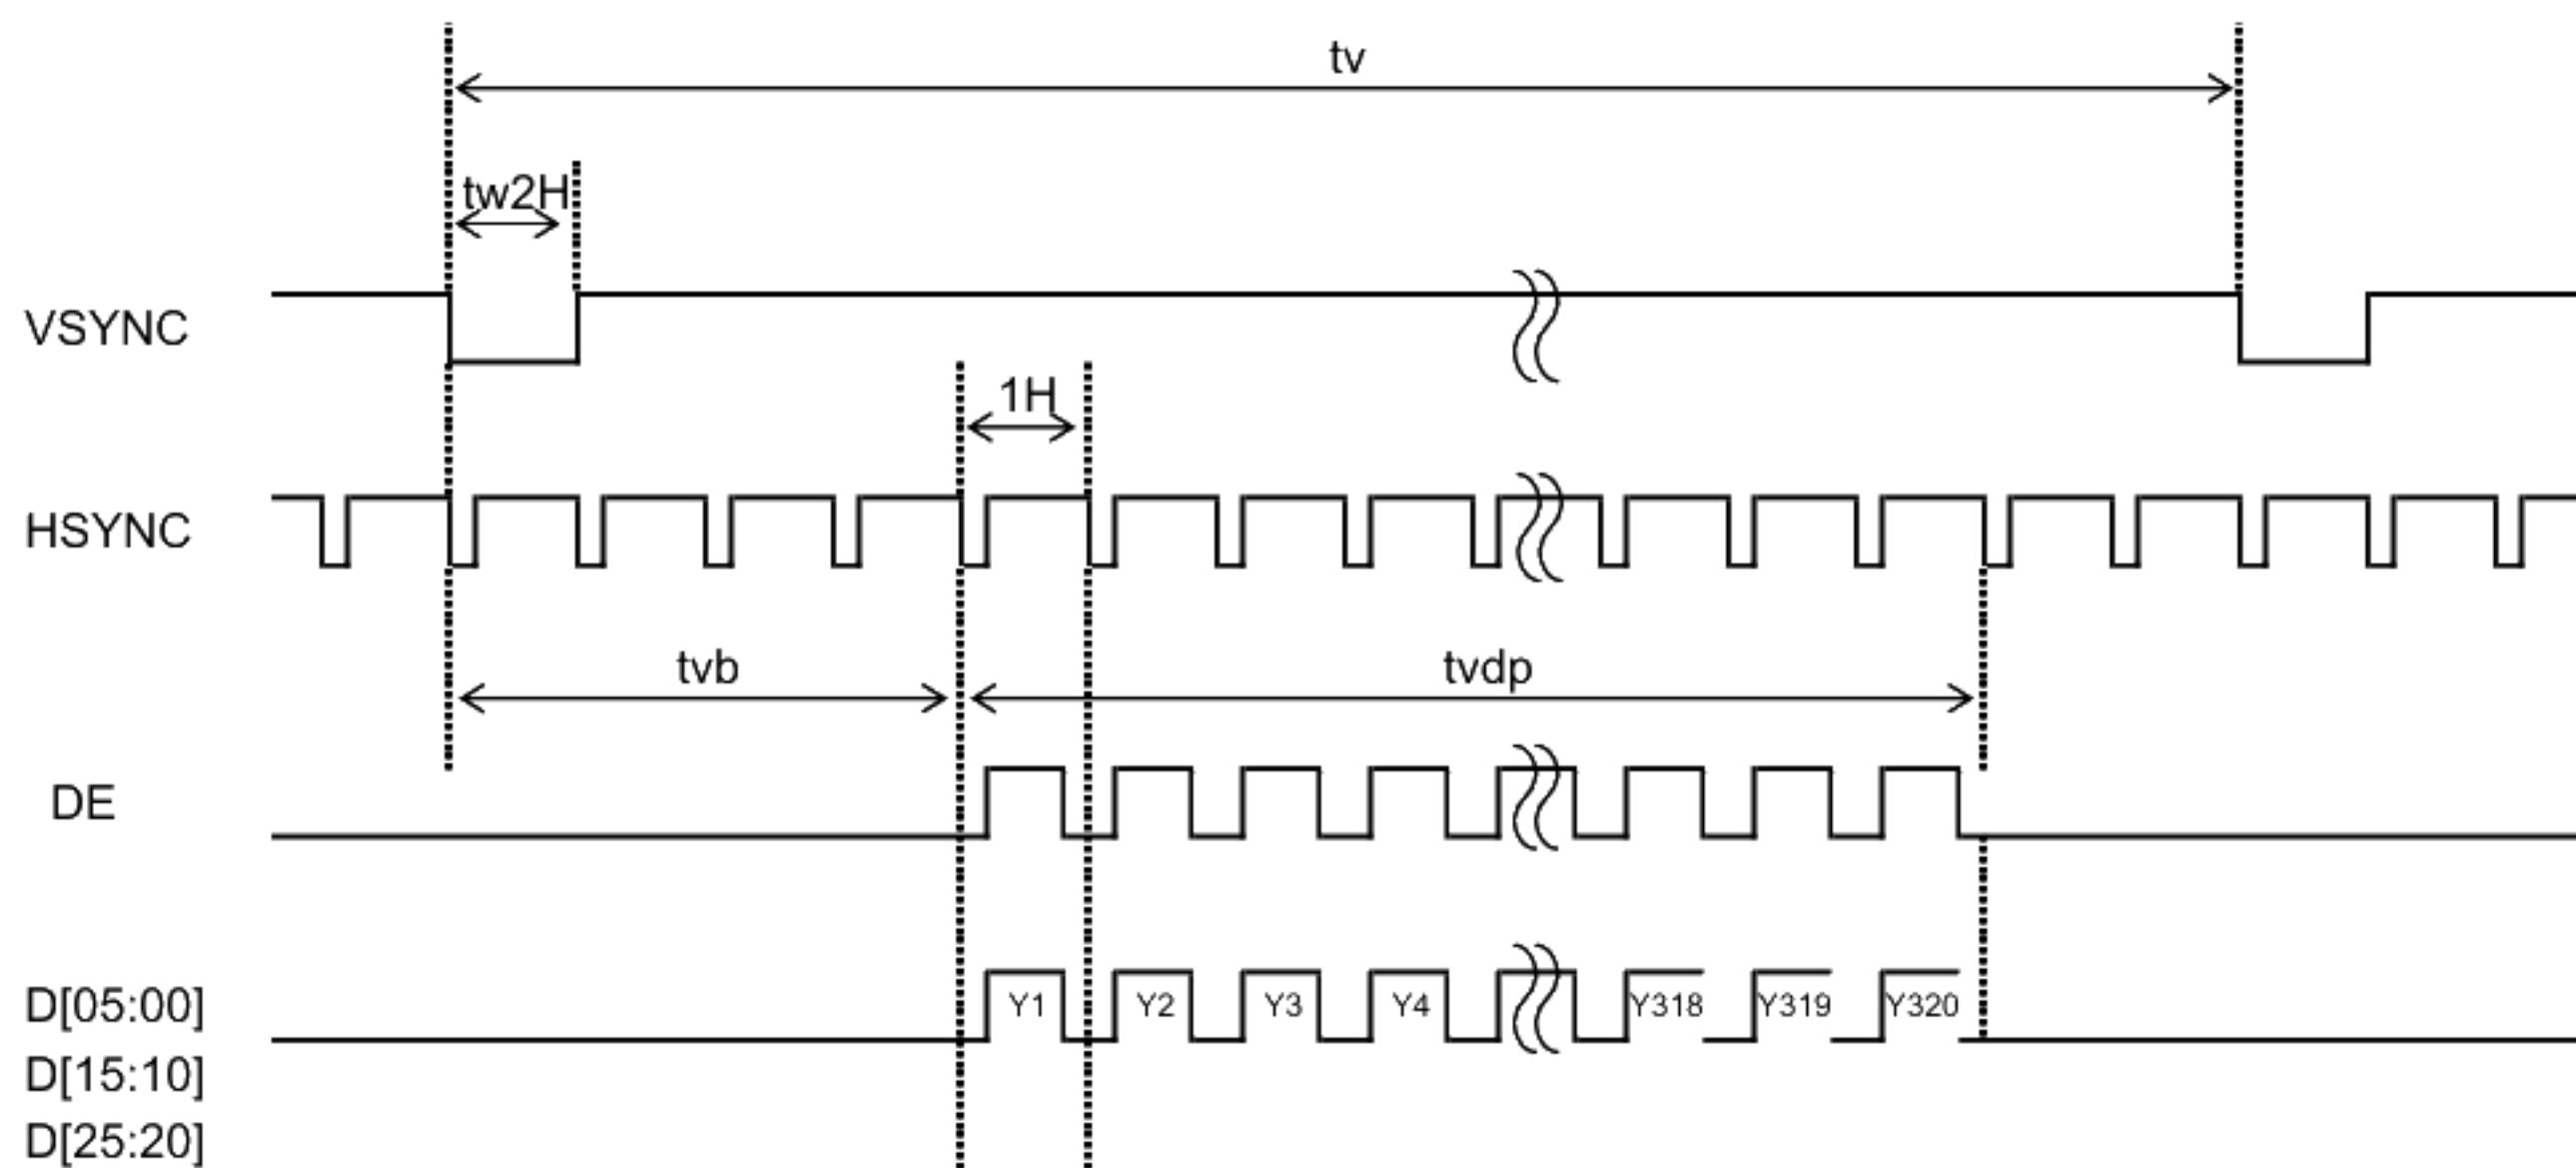 tv
tw2H
VSYNC
1H
HSYNC
tvb tvdp
DE
D[05:00] Y1 Y2 Y3 Y4 Y318 Y319 Y320
D[15:10]
D[25:20]